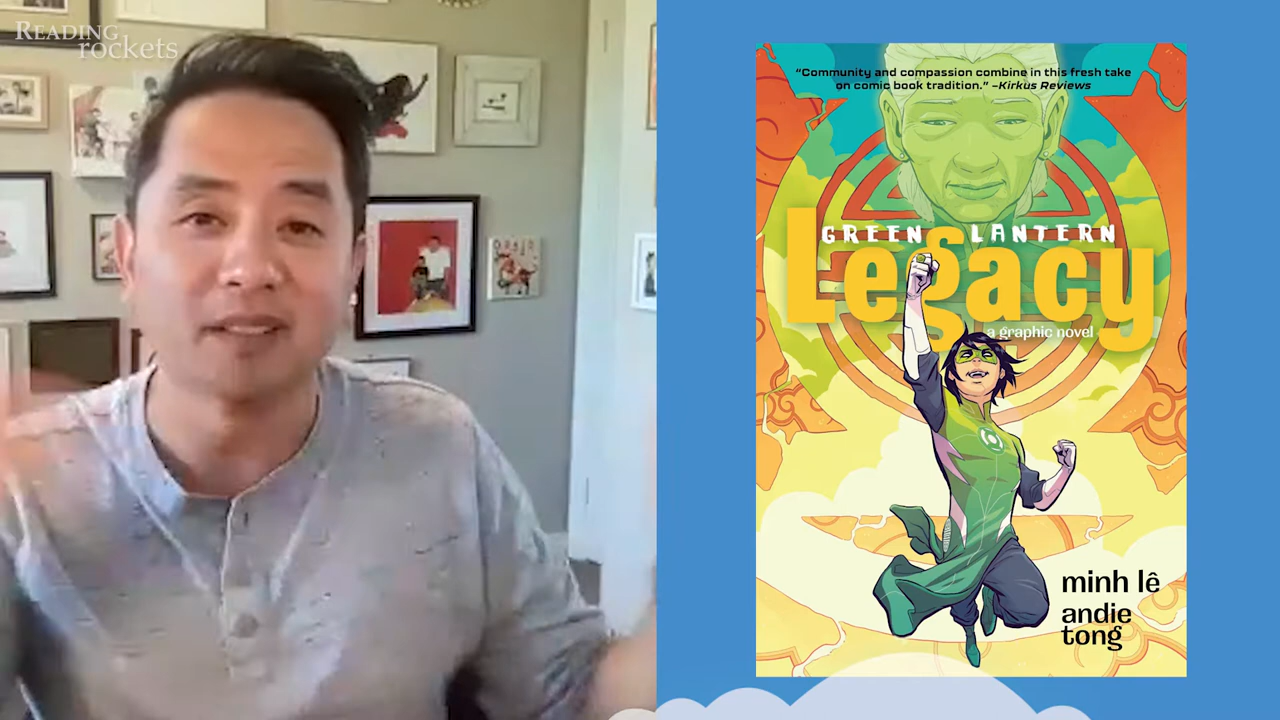 READING
rockets
“Community and compassion combine in this fresh take
on comic book tradition.” –Kirkus Reviews
GREEN LANTERN
Legacy
a graphic novel
minh lê
andie
tong